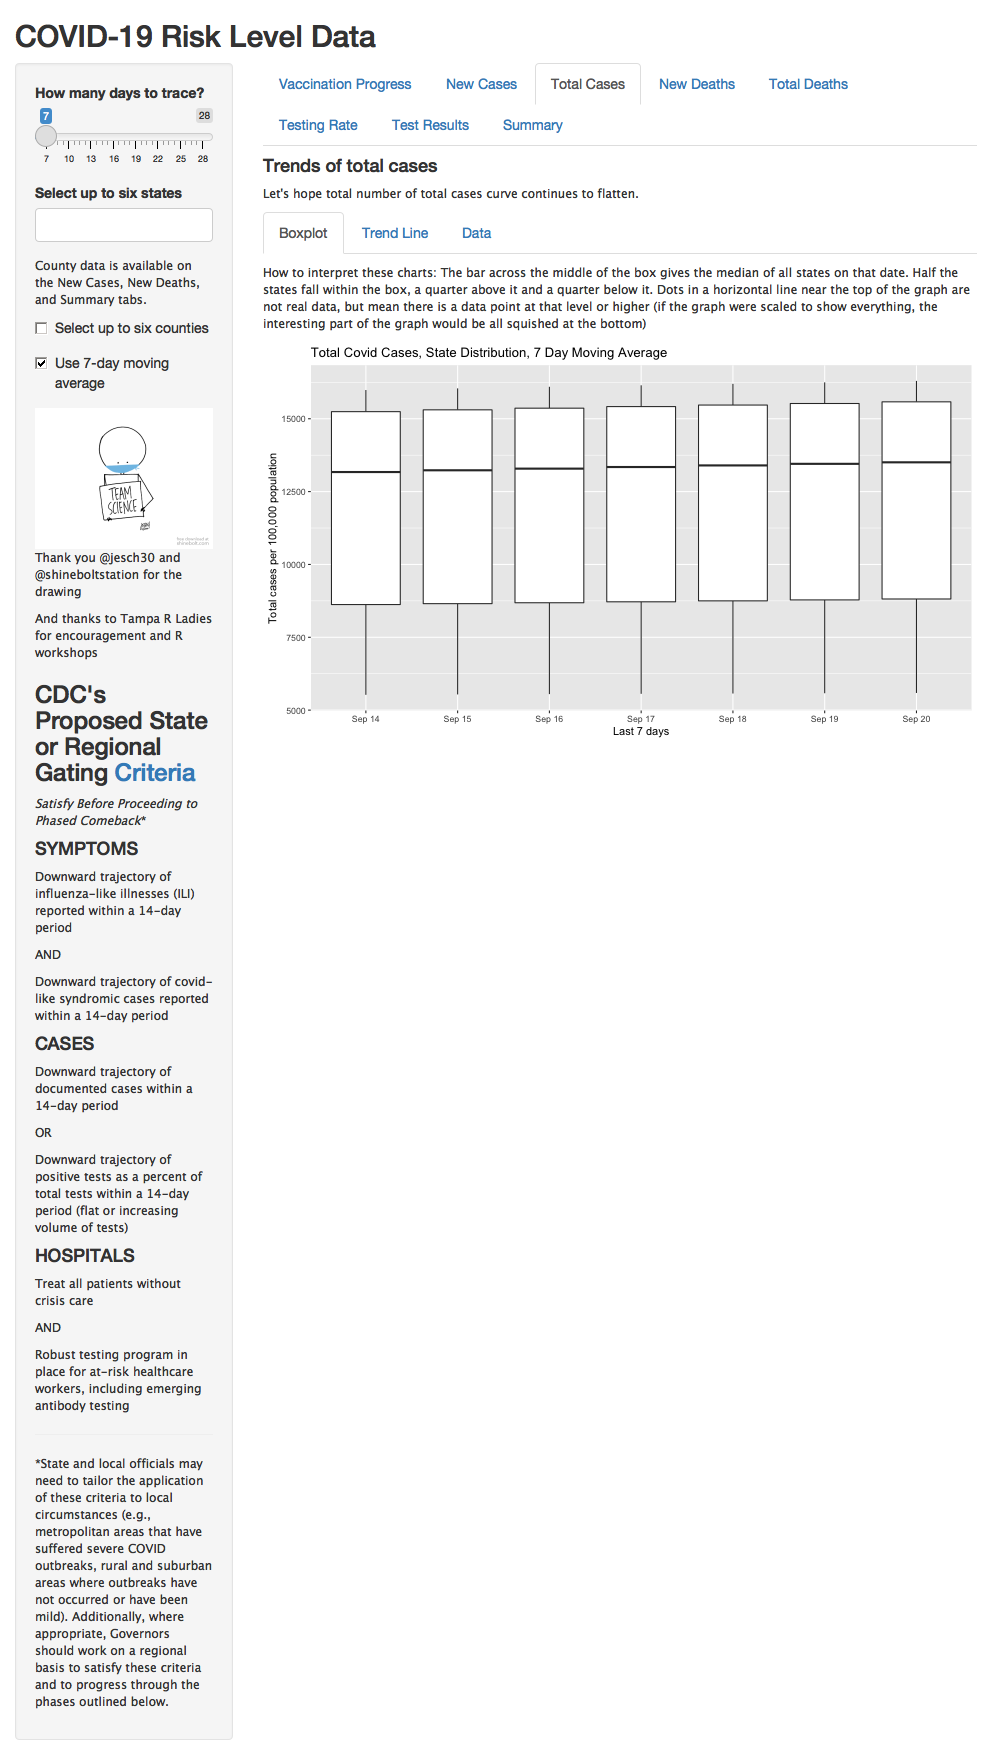 COVID-19 Risk Level Data
How many days to trace?
7
28
7 10 13 16 19 22 25 28
Select up to six states
County data is available on
the New Cases, New Deaths,
and Summary tabs.
Select up to six counties
Use 7-day moving
average
TEAM
SCIENCE
Thank you @jesch30 and
@shineboltstation for the
drawing
And thanks to Tampa R Ladies
for encouragement and R
workshops
CDC's
Proposed State
or Regional
Gating Criteria
Satisfy Before Proceeding to
Phased Comeback*
SYMPTOMS
Downward trajectory of
influenza-like illnesses (ILI)
reported within a 14-day
period
AND
Downward trajectory of covid-
like syndromic cases reported
within a 14-day period
CASES
Downward trajectory of
documented cases within a
14-day period
OR
Downward trajectory of
positive tests as a percent of
total tests within a 14-day
period (flat or increasing
volume of tests)
HOSPITALS
Treat all patients without
crisis care
AND
Robust testing program in
place for at-risk healthcare
workers, including emerging
antibody testing
*State and local officials may
need to tailor the application
of these criteria to local
circumstances (e.g.,
metropolitan areas that have
suffered severe COVID
outbreaks, rural and suburban
areas where outbreaks have
not occurred or have been
mild). Additionally, where
appropriate, Governors
should work on a regional
basis to satisfy these criteria
and to progress through the
phases outlined below.
Vaccination Progress New Cases Total Cases New Deaths Total Deaths
Testing Rate Test Results Summary
Trends of total cases
Let's hope total number of total cases curve continues to flatten.
Boxplot Trend Line Data
How to interpret these charts: The bar across the middle of the box gives the median of all states on that date. Half the
states fall within the box, a quarter above it and a quarter below it. Dots in a horizontal line near the top of the graph are
not real data, but mean there is a data point at that level or higher (if the graph were scaled to show everything, the
interesting part of the graph would be all squished at the bottom)
Total Covid Cases, State Distribution, 7 Day Moving Average
Total cases per 100,000 population
15000
12500
10000
7500
5000
Sep 14 Sep 15 Sep 16 Sep 17 Sep 18 Sep 19 Sep 20
Last 7 days